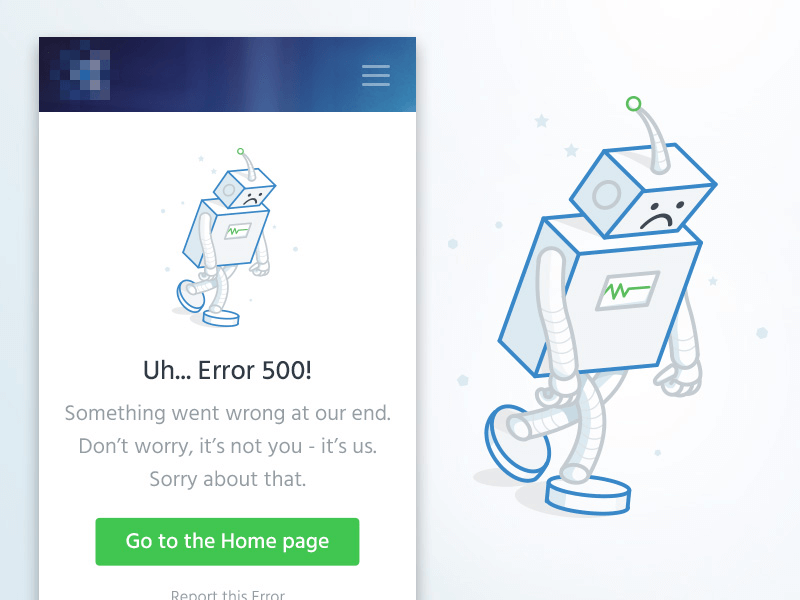 Uh... Error 500!
Something went wrong at our end.
Don't worry, it's not you - it's us.
Sorry about that.
Go to the Home page
Report this Error